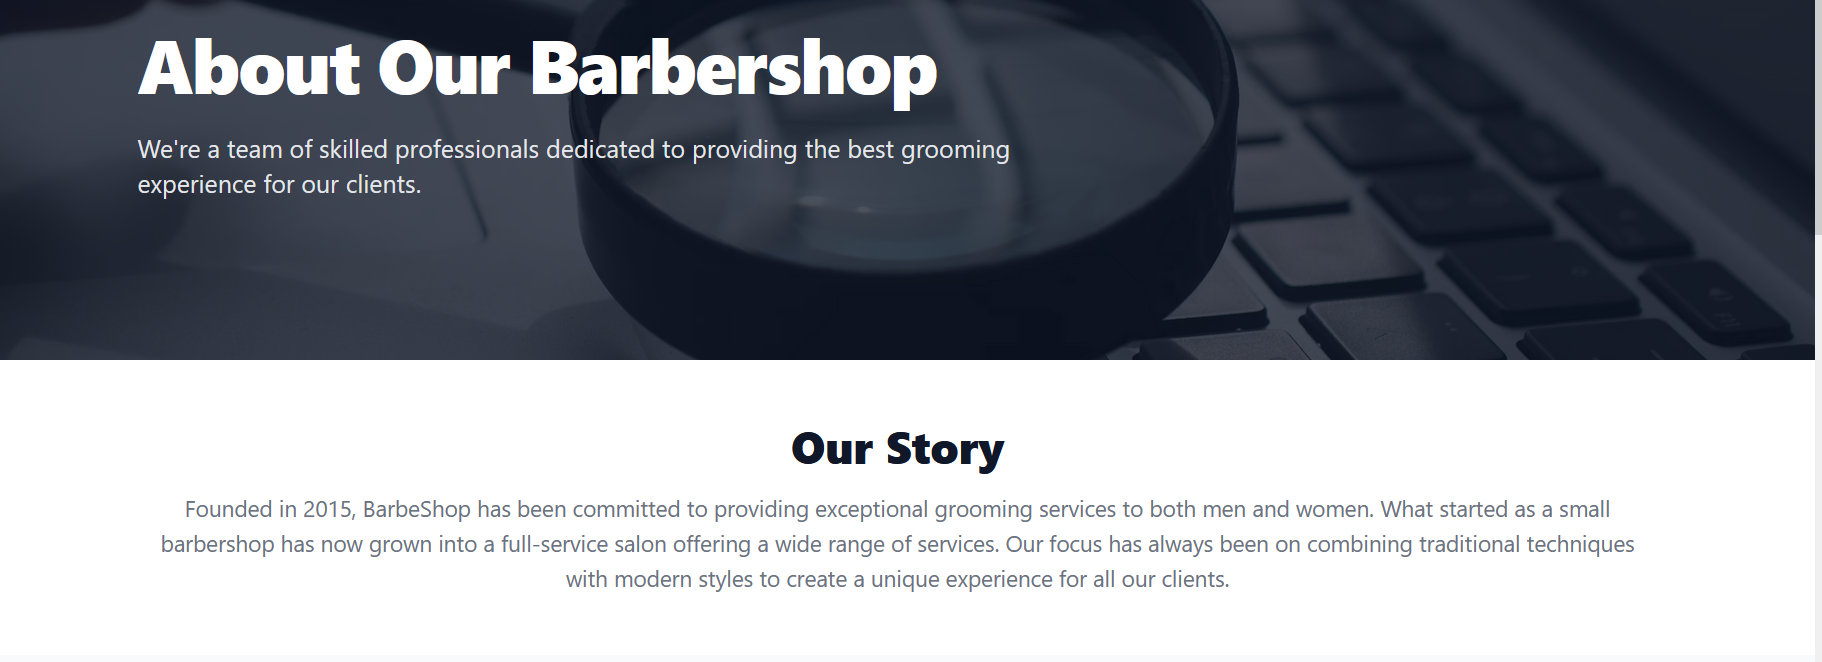 About Our Barbershop
We're a team of skilled professionals dedicated to providing the best grooming
experience for our clients.
Our Story
Founded in 2015, BarbeShop has been committed to providing exceptional grooming services to both men and women. What started as a small
barbershop has now grown into a full-service salon offering a wide range of services. Our focus has always been on combining traditional techniques
with modern styles to create a unique experience for all our clients.